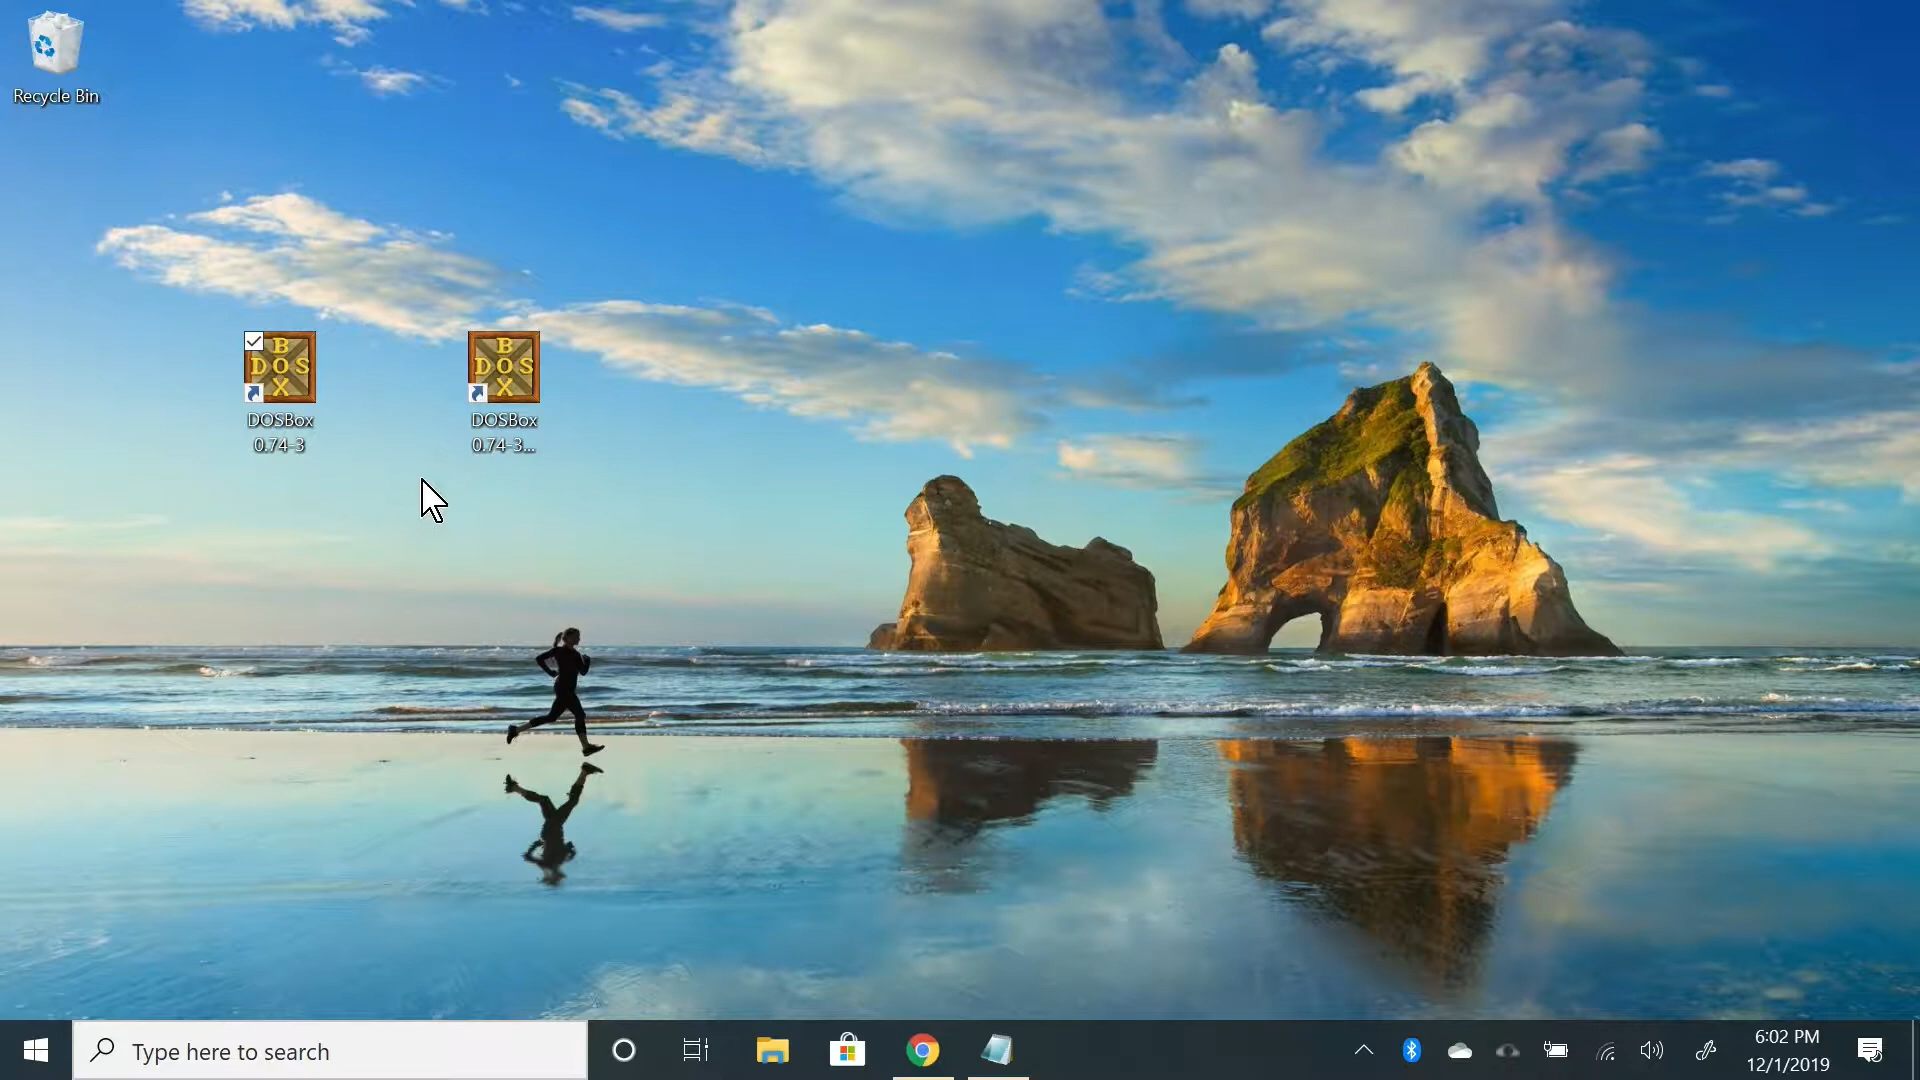 Recycle Bin
B
DOS
X
DOSBox
0.74-3
B
DOS
X
DOSBox
0.74-3...
Type here to search
6:02 PM
12/1/2019